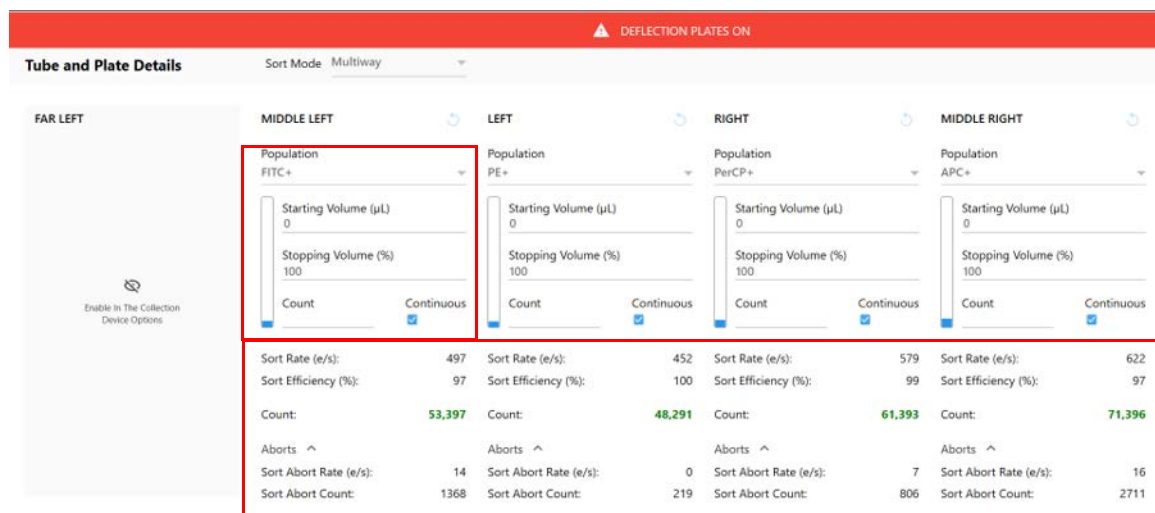 DEFLECTION PLATES ON
Tube and Plate Details
Sort Mode Multiway
FAR LEFT
Enable In The Collection
Device Options
MIDDLE LEFT
Population
FITC+
Starting Volume (µL)
0
Stopping Volume (%)
100
Count Continuous
Sort Rate (e/s): 497
Sort Efficiency (%): 97
Count: 53,397
Aborts
Sort Abort Rate (e/s): 14
Sort Abort Count: 1368
LEFT
Population
PE+
Starting Volume (µL)
0
Stopping Volume (%)
100
Count Continuous
Sort Rate (e/s): 452
Sort Efficiency (%): 100
Count: 48,291
Aborts
Sort Abort Rate (e/s): 0
Sort Abort Count: 219
RIGHT
Population
PerCP+
Starting Volume (µL)
0
Stopping Volume (%)
100
Count Continuous
Sort Rate (e/s): 579
Sort Efficiency (%): 99
Count: 61,393
Aborts
Sort Abort Rate (e/s): 7
Sort Abort Count: 806
MIDDLE RIGHT
Population
APC+
Starting Volume (µL)
0
Stopping Volume (%)
100
Count Continuous
Sort Rate (e/s): 622
Sort Efficiency (%): 97
Count: 71,396
Aborts
Sort Abort Rate (e/s): 16
Sort Abort Count: 2711